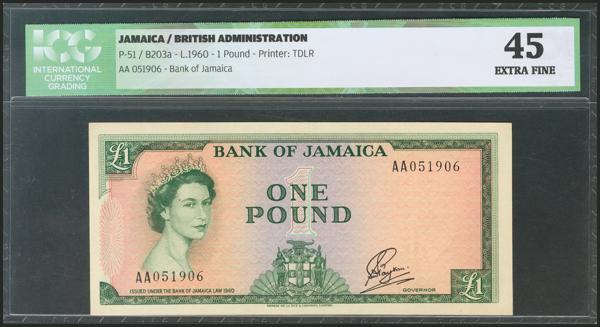 ICG
INTERNATIONAL
CURRENCY
GRADING
JAMAICA / BRITISH ADMINISTRATION
P-51 / B203a - L.1960 - 1 Pound - Printer: TDLR
AA 051906 - Bank of Jamaica
45
EXTRA FINE
£1
BANK OF JAMAICA
AA051906
1
ONE
POUND
AA051906
ISSUED UNDER THE BANK OF JAMAICA LAW 1960
GOVERNOR
£1